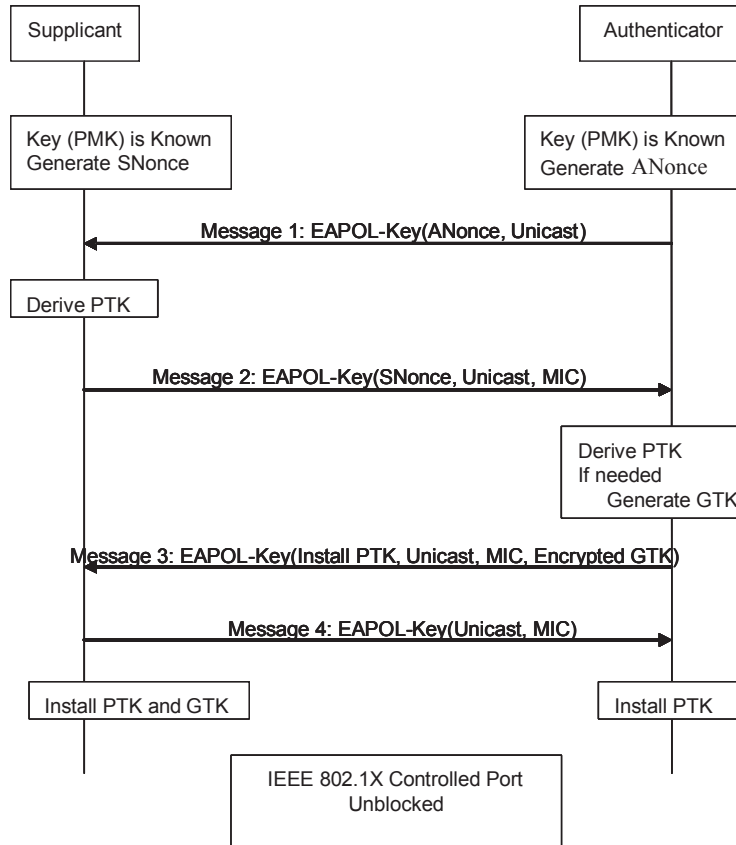 Supplicant
Authenticator
Key (PMK) is Known
Generate SNonce
Key (PMK) is Known
Generate ANonce
Message 1: EAPOL-Key(ANonce, Unicast)
Derive PTK
Message 2: EAPOL-Key(SNonce, Unicast, MIC)
Derive PTK
If needed
Generate GTK
Message 3: EAPOL-Key(Install PTK, Unicast, MIC, Encrypted GTK)
Message 4: EAPOL-Key(Unicast, MIC)
Install PTK and GTK
Install PTK
IEEE 802.1X Controlled Port
Unblocked